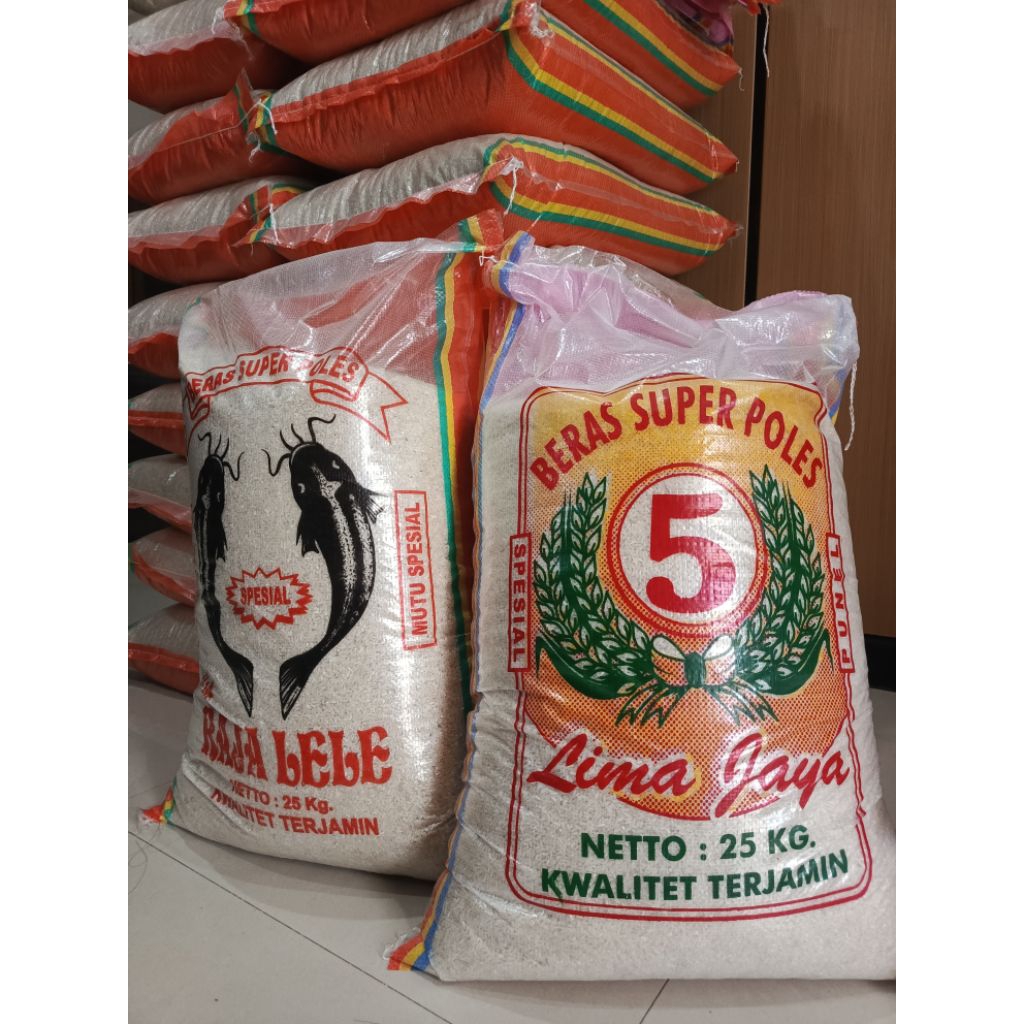 BERAS SUPER POLES
SPESIAL
MUTU SPESIAL
RAJA LELE
NETTO : 25 Kg.
KWALITET TERJAMIN
BERAS SUPER POLES
5
SPESIAL
PUNEL
Lima Jaya
NETTO : 25 KG.
KWALITET TERJAMIN